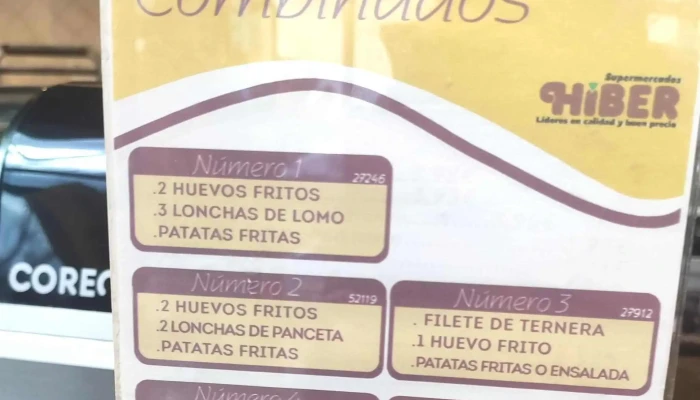 Combinados
Supermercados
HiBER
Líderes en calidad y buen precio
Número 1
27246
.2 HUEVOS FRITOS
.3 LONCHAS DE LOMO
.PATATAS FRITAS
COREC
Número 2
52119
.2 HUEVOS FRITOS
.2 LONCHAS DE PANCETA
.PATATAS FRITAS
Número 3
27912
. FILETE DE TERNERA
.1 HUEVO FRITO
.PATATAS FRITAS O ENSALADA
Número 4